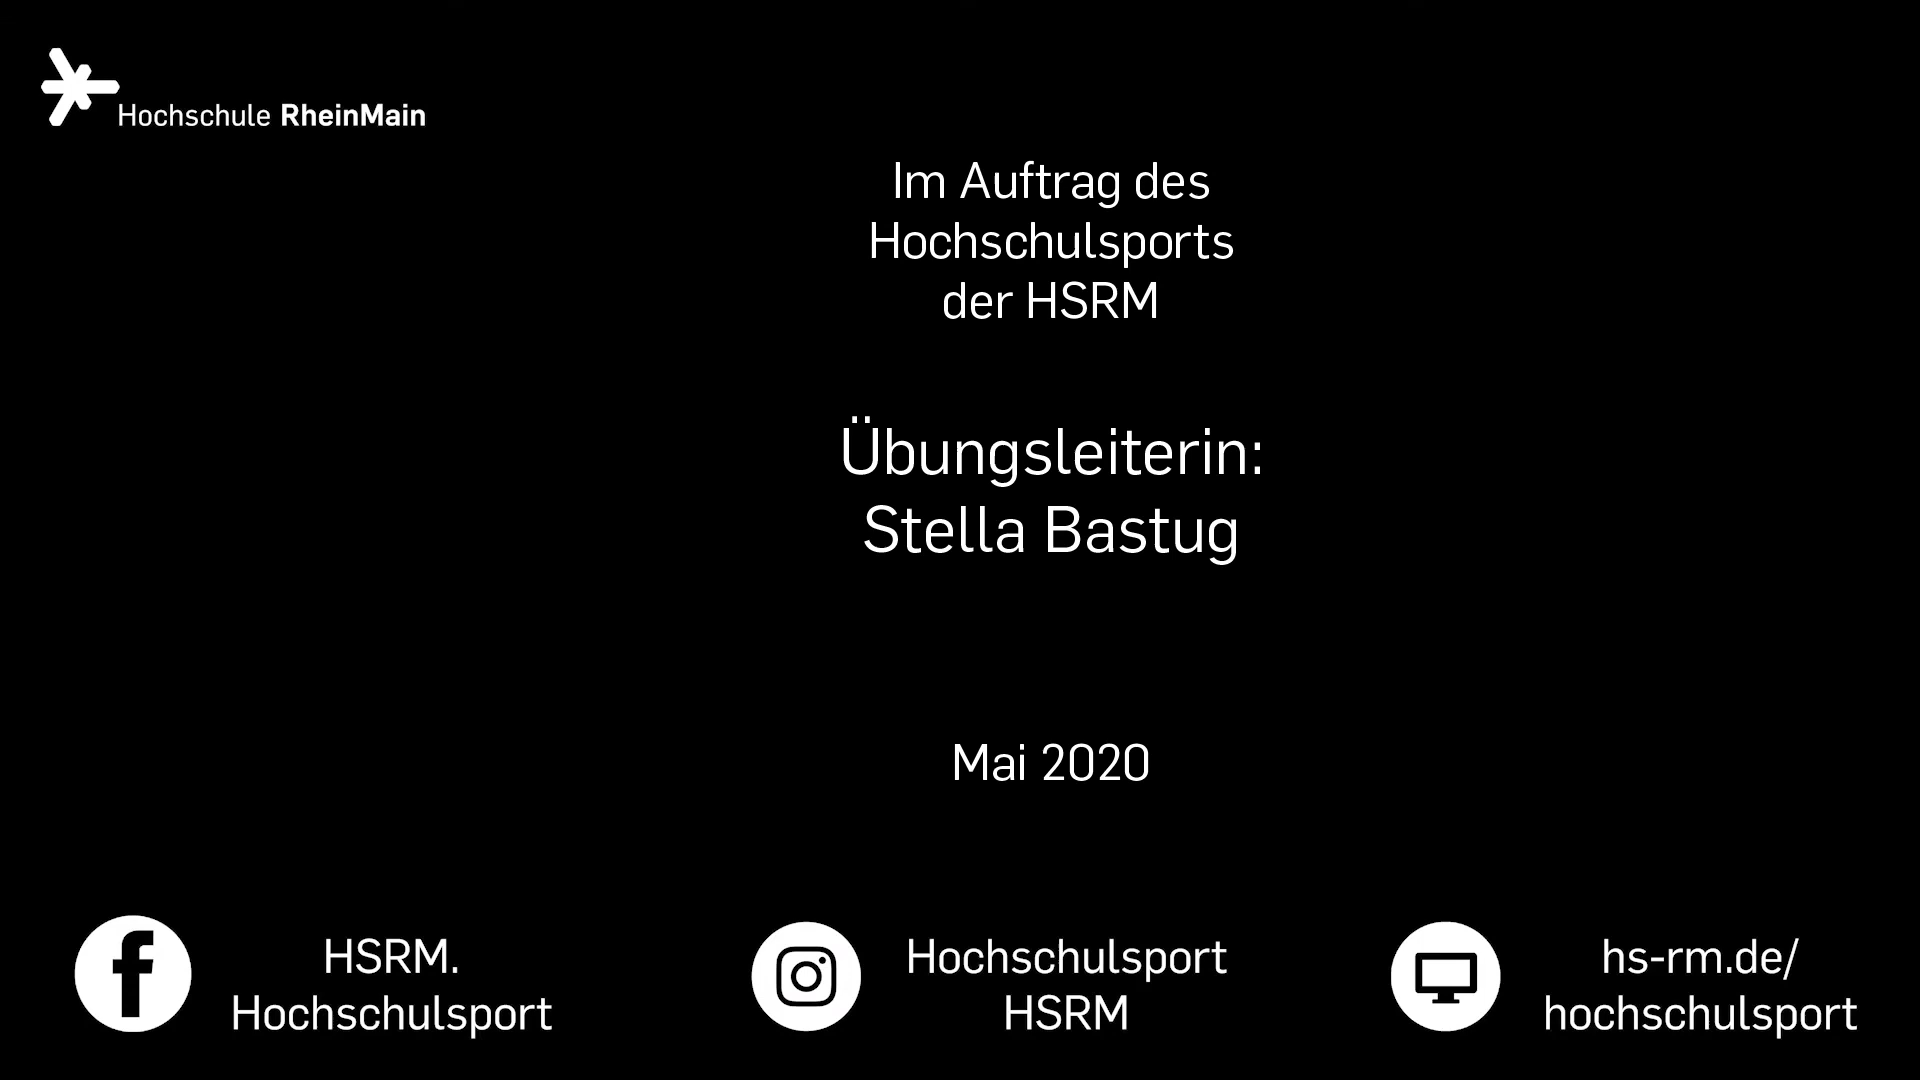 Hochschule RheinMain
Im Auftrag des
Hochschulsports
der HSRM
Übungsleiterin:
Stella Bastug
Mai 2020
HSRM.
Hochschulsport
Hochschulsport
HSRM
hs-rm.de/
hochschulsport